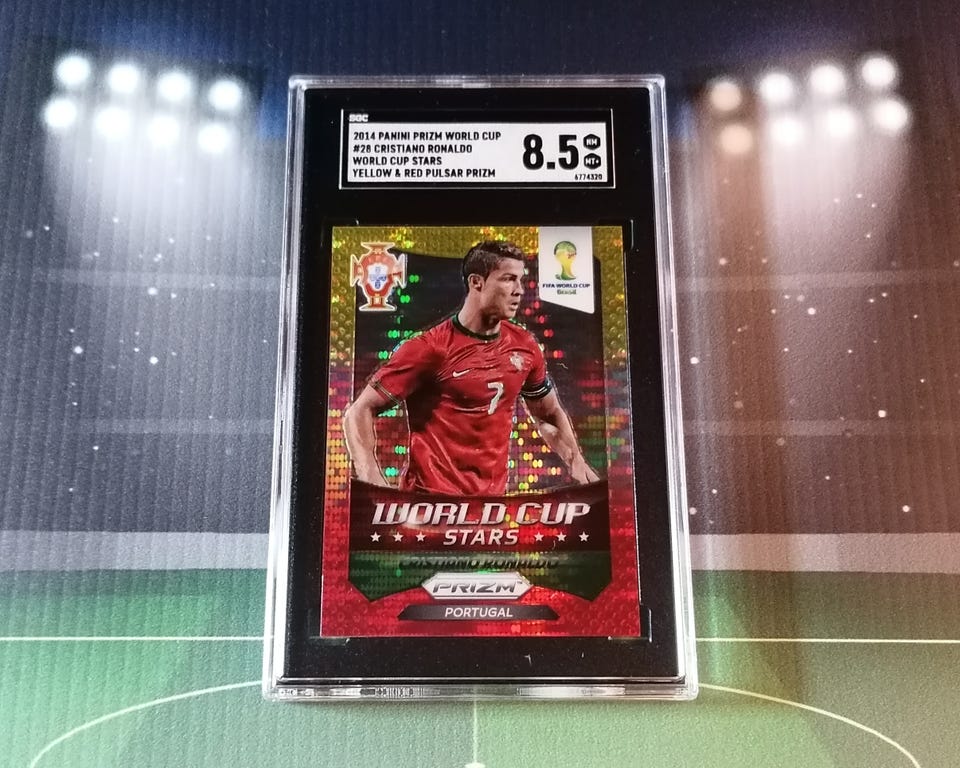 SGC
2014 PANINI PRIZM WORLD CUP
#28 CRISTIANO RONALDO
WORLD CUP STARS
YELLOW & RED PULSAR PRIZM
8.5
NM
MT+
6774320
FIFA WORLD CUP
Brasil
7
WORLD CUP
STARS
CRISTIANO RONALDO
PRIZM
PORTUGAL